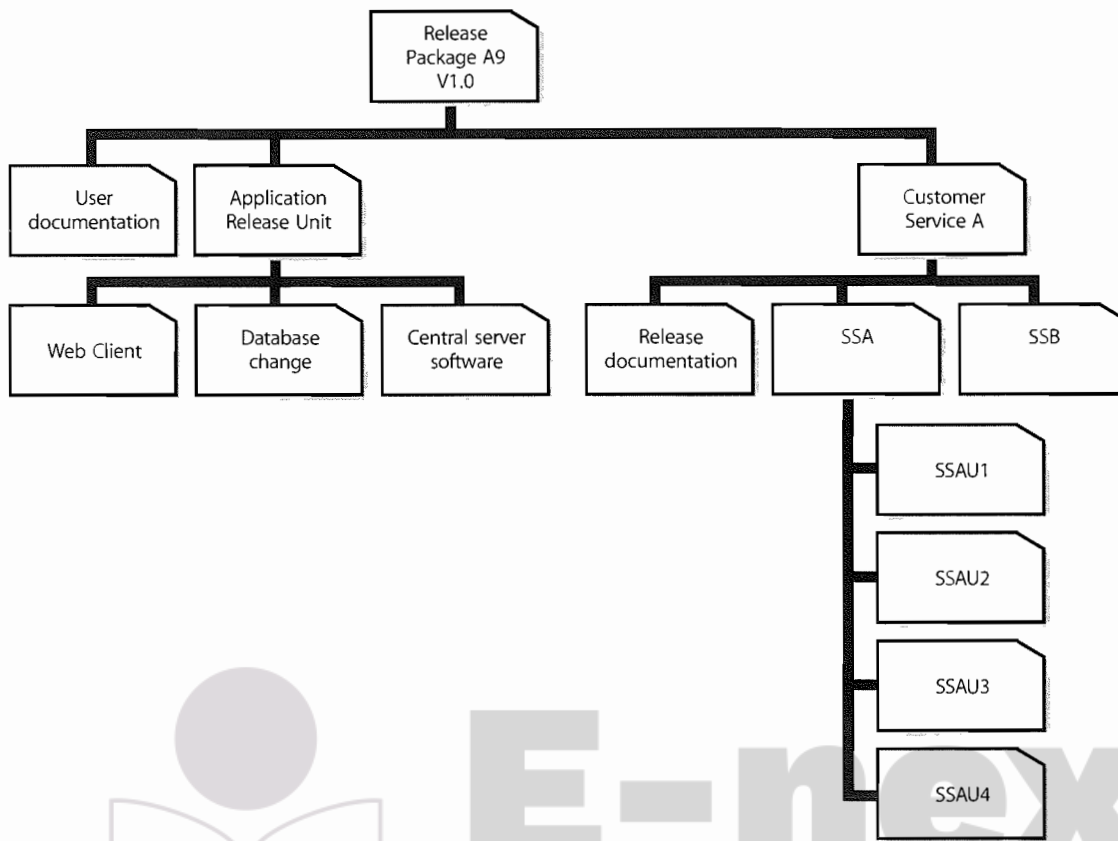 Release
Package A9
V1.0
User
documentation
Application
Release Unit
Customer
Service A
Web Client
Database
change
Central server
software
Release
documentation
SSA
SSB
SSAU1
SSAU2
SSAU3
SSAU4
E-nex